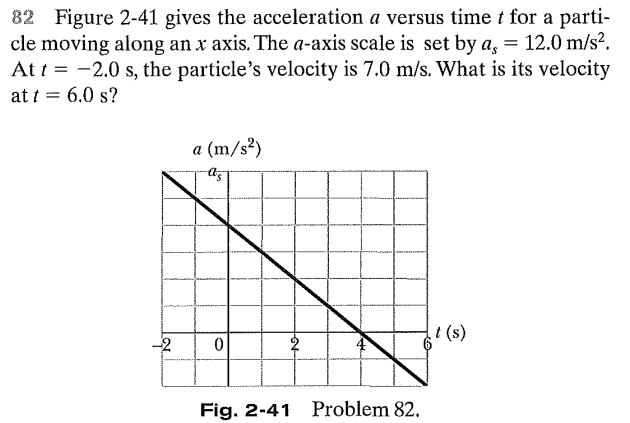 82 Figure 2-41 gives the acceleration a versus time t for a parti-
cle moving along an x axis. The a-axis scale is set by aₛ = 12.0 m/s².
At t = −2.0 s, the particle's velocity is 7.0 m/s. What is its velocity
at t = 6.0 s?
a (m/s²)
aₛ
t (s)
−2 0 2 4 6
Fig. 2-41 Problem 82.